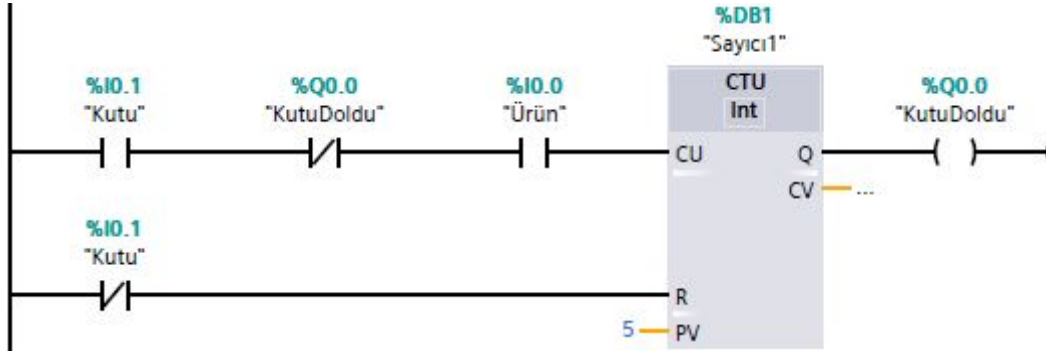 %DB1
"Sayıcı1"
%I0.1
"Kutu"
%Q0.0
"KutuDoldu"
%I0.0
"Ürün"
CTU
Int
%Q0.0
"KutuDoldu"
CU
Q
CV
...
%I0.1
"Kutu"
R
5
PV